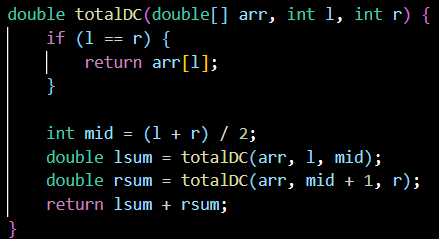 double totalDC(double[] arr, int l, int r) {
    if (l == r) {
        return arr[l];
    }

    int mid = (l + r) / 2;
    double lsum = totalDC(arr, l, mid);
    double rsum = totalDC(arr, mid + 1, r);
    return lsum + rsum;
}